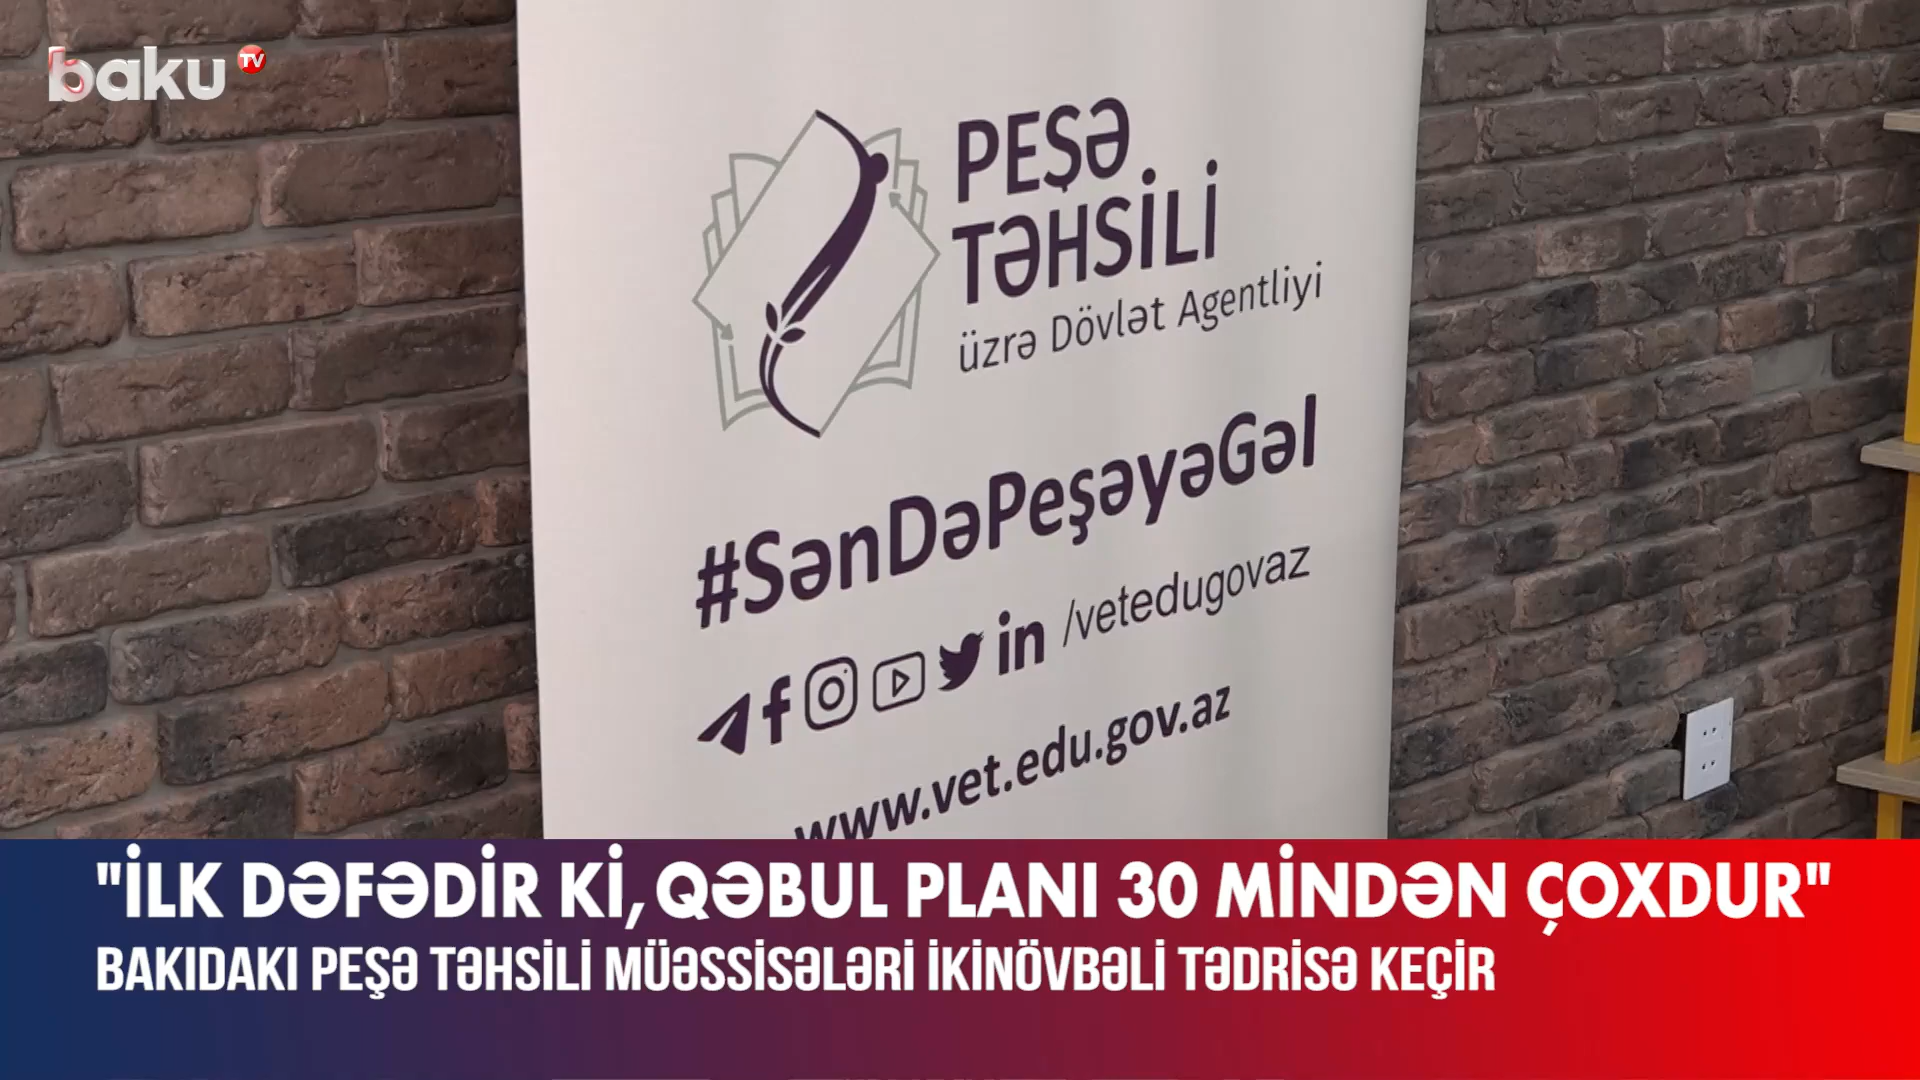 baku TV
PEŞƏ
TƏHSİLİ
üzrə Dövlət Agentliyi
#SənDəPeşəyəGəl
/vetedugovaz
www.vet.edu.gov.az
"İLK DƏFƏDİR Kİ, QƏBUL PLANI 30 MİNDƏN ÇOXDUR"
BAKIDAKI PEŞƏ TƏHSİLİ MÜƏSSİSƏLƏRİ İKİNÖVBƏLİ TƏDRİSƏ KEÇİR